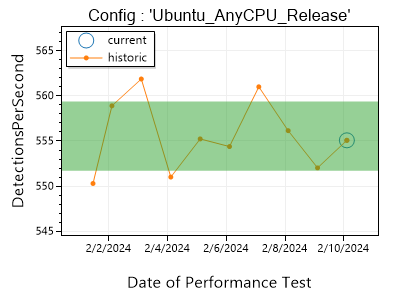 Config : 'Ubuntu_AnyCPU_Release'
current
historic
DetectionsPerSecond
565
560
555
550
545
2/2/2024
2/4/2024
2/6/2024
2/8/2024
2/10/2024
Date of Performance Test